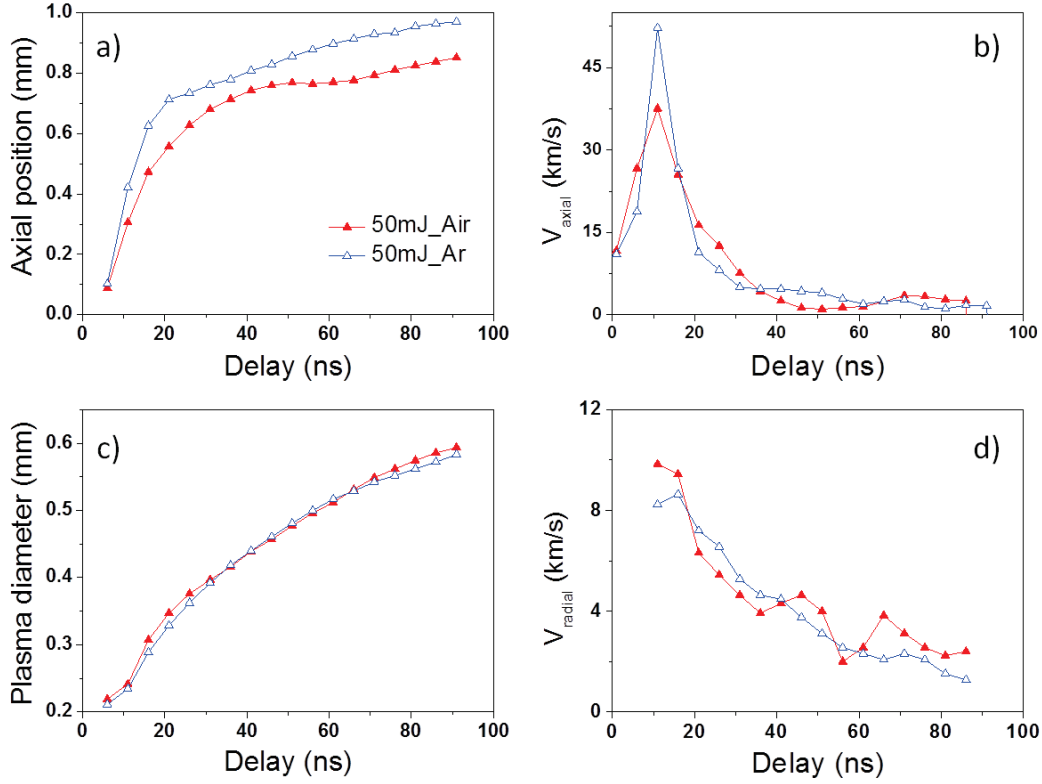 a)
Axial position (mm)
1.0
0.8
0.6
0.4
0.2
0.0
50mJ_Air
50mJ_Ar
0 20 40 60 80 100
Delay (ns)
b)
V axial (km/s)
45
30
15
0
0 20 40 60 80 100
Delay (ns)
c)
Plasma diameter (mm)
0.6
0.5
0.4
0.3
0.2
0 20 40 60 80 100
Delay (ns)
d)
V radial (km/s)
12
8
4
0
0 20 40 60 80 100
Delay (ns)